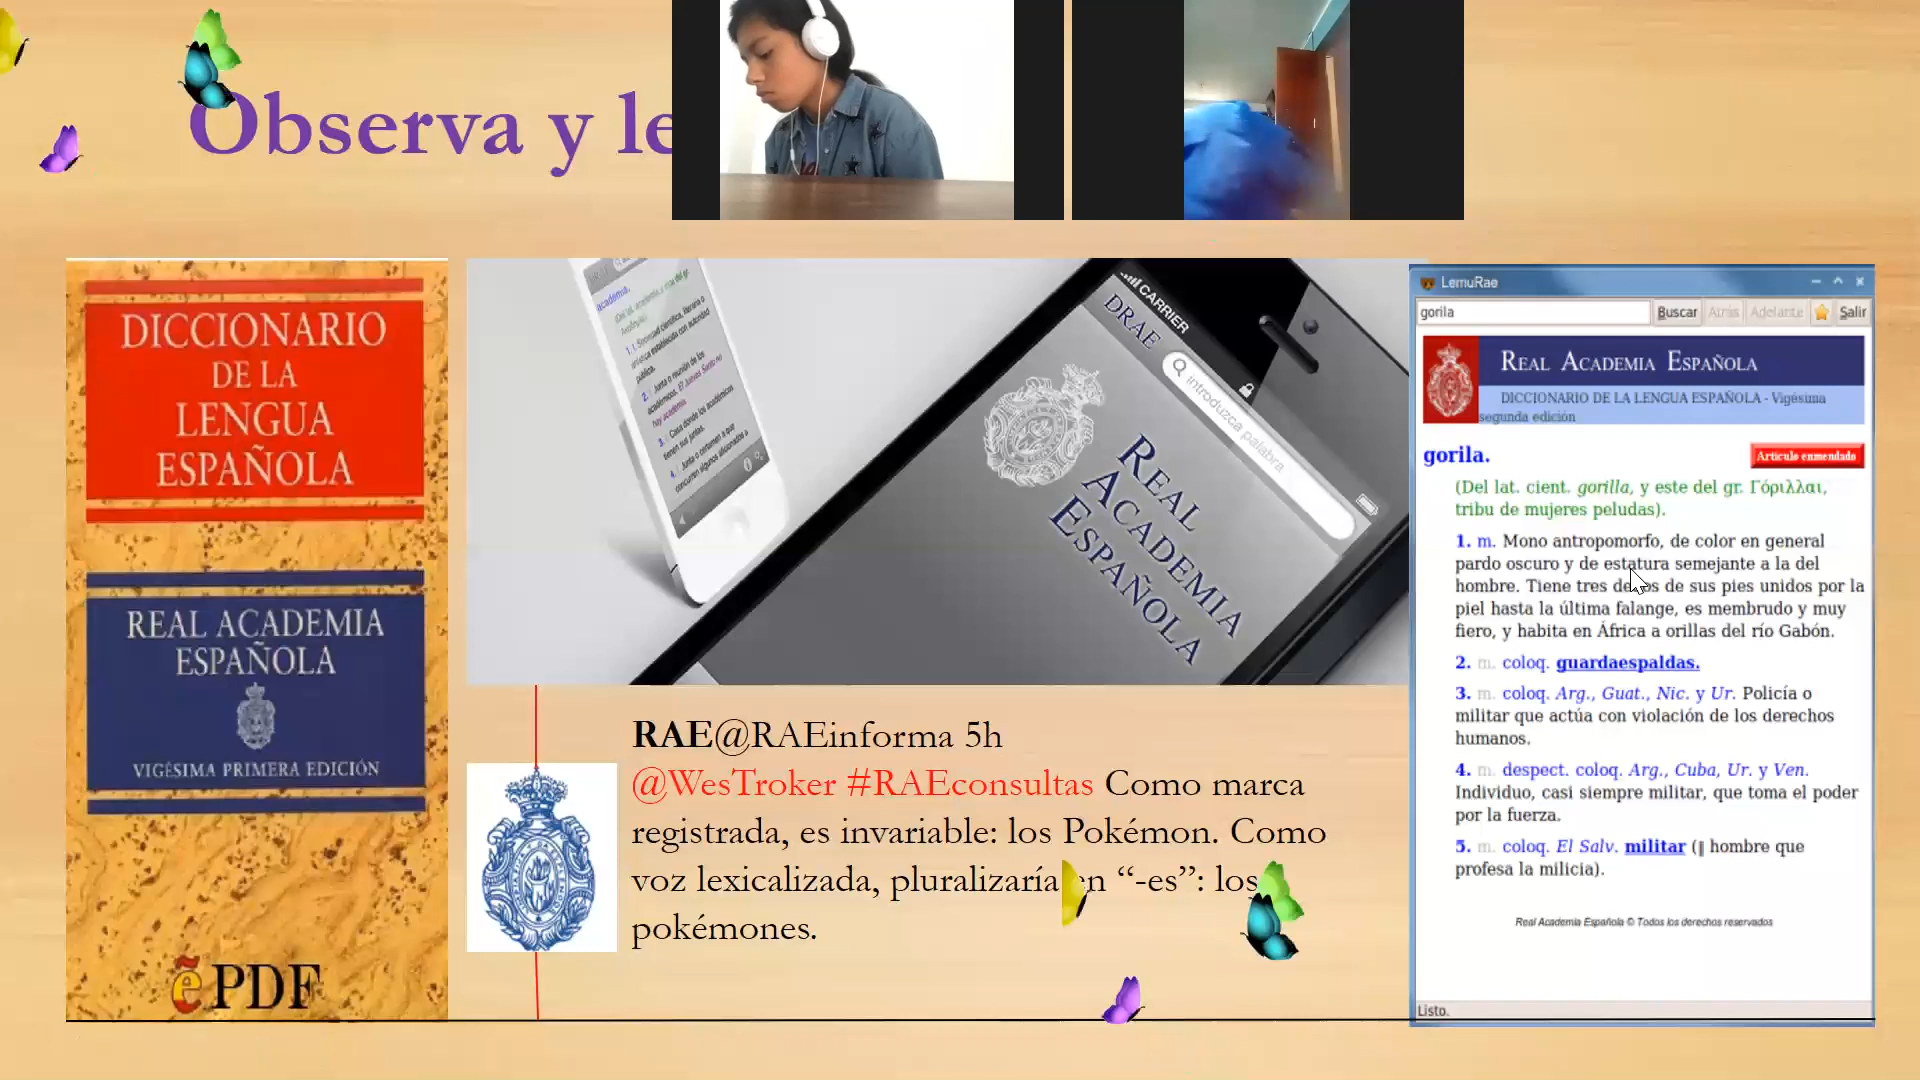 Observa y le
DICCIONARIO
DE LA
LENGUA
ESPAÑOLA
REAL ACADEMIA
ESPAÑOLA
VIGÉSIMA PRIMERA EDICIÓN
ẽPDF
academia.
CARRIER
DRAE
introduzca palabra
REAL
ACADEMIA
ESPAÑOLA
RAE@RAEinforma 5h
@WesTroker #RAEconsultas Como marca
registrada, es invariable: los Pokémon. Como
voz lexicalizada, pluralizaría en “-es”: los
pokémones.
LemuRae
gorila Buscar Atrás Adelante Salir
REAL ACADEMIA ESPAÑOLA
DICCIONARIO DE LA LENGUA ESPAÑOLA - Vigésima
segunda edición
gorila. Artículo enmendado
(Del lat. cient. gorilla, y este del gr. Γόριλλαι,
tribu de mujeres peludas).
1. m. Mono antropomorfo, de color en general
pardo oscuro y de estatura semejante a la del
hombre. Tiene tres dedos de sus pies unidos por la
piel hasta la última falange, es membrudo y muy
fiero, y habita en África a orillas del río Gabón.
2. m. coloq. guardaespaldas.
3. m. coloq. Arg., Guat., Nic. y Ur. Policía o
militar que actúa con violación de los derechos
humanos.
4. m. despect. coloq. Arg., Cuba, Ur. y Ven.
Individuo, casi siempre militar, que toma el poder
por la fuerza.
5. m. coloq. El Salv. militar (‖ hombre que
profesa la milicia).
Real Academia Española © Todos los derechos reservados
Listo.